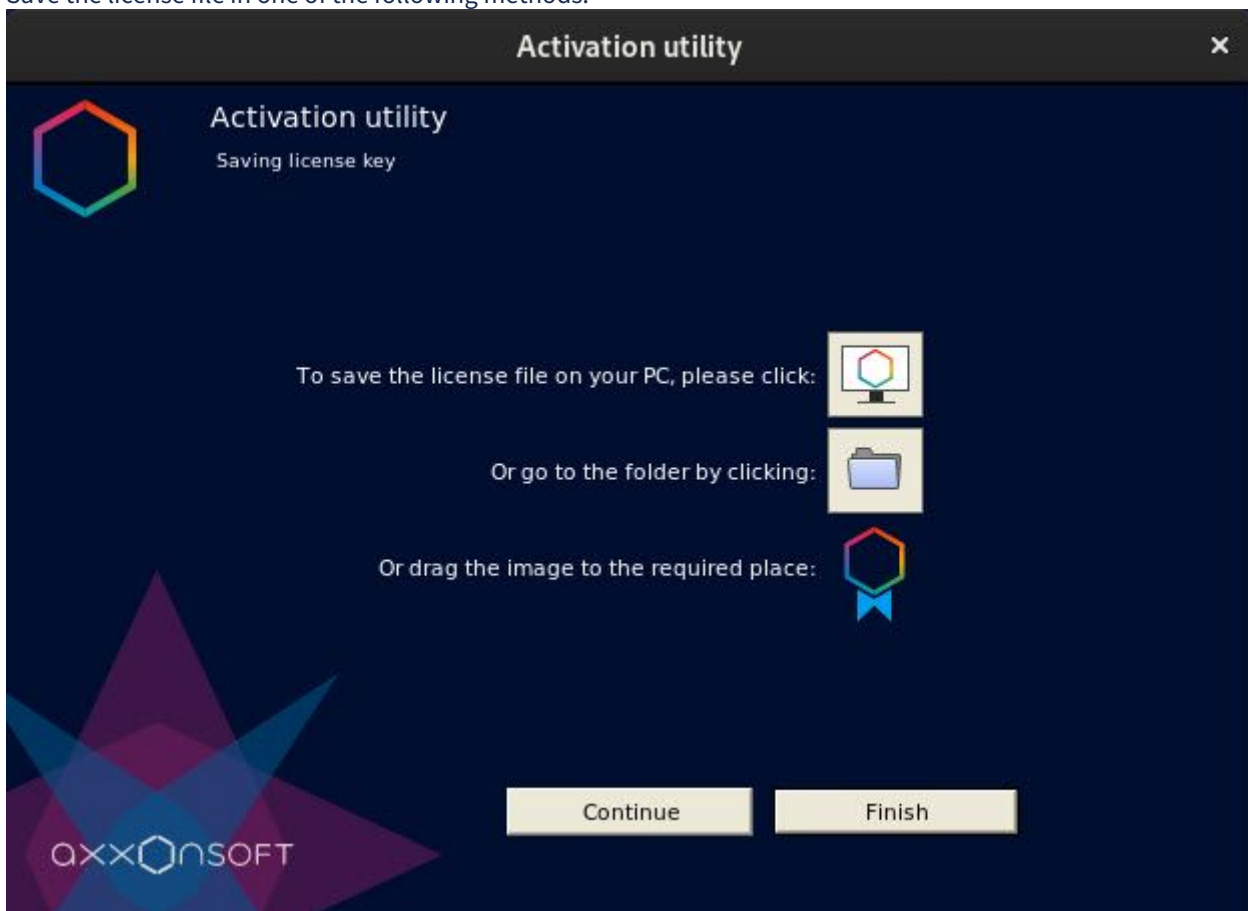 Save the license file in one of the following methods:
Activation utility
Activation utility
Saving license key
To save the license file on your PC, please click:
Or go to the folder by clicking:
Or drag the image to the required place:
Continue
Finish
axxonsoft